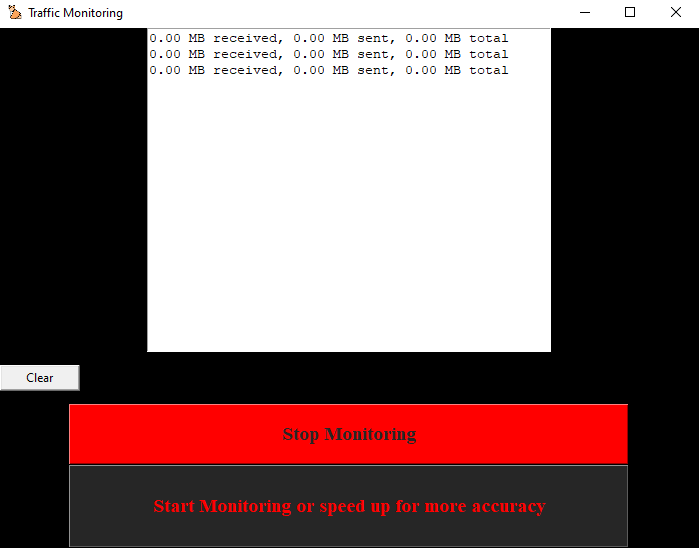 Traffic Monitoring
0.00 MB received, 0.00 MB sent, 0.00 MB total
0.00 MB received, 0.00 MB sent, 0.00 MB total
0.00 MB received, 0.00 MB sent, 0.00 MB total
Clear
Stop Monitoring
Start Monitoring or speed up for more accuracy